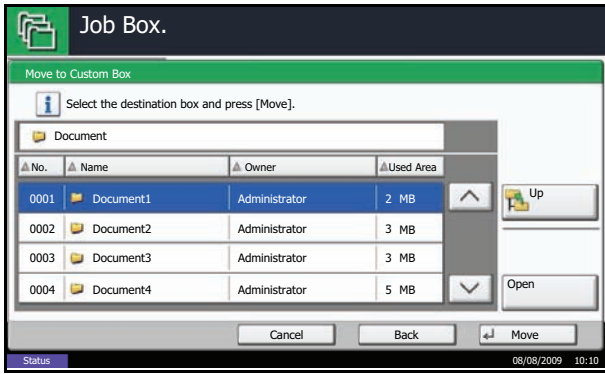 Job Box.
Move to Custom Box
i Select the destination box and press [Move].
Document
No. Name Owner Used Area
0001 Document1 Administrator 2 MB
Up
0002 Document2 Administrator 3 MB
0003 Document3 Administrator 3 MB
0004 Document4 Administrator 5 MB
Open
Cancel Back Move
Status 08/08/2009 10:10